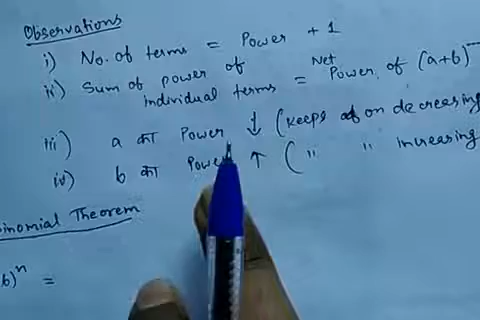 Observations
i) No. of terms = Power + 1
ii) Sum of power of individual terms = Net Power of (a+b)
iii) a का Power ↓ (keeps on decreasing
iv) b का Power ↑ ( " " increasing
inomial Theorem
b)ⁿ =